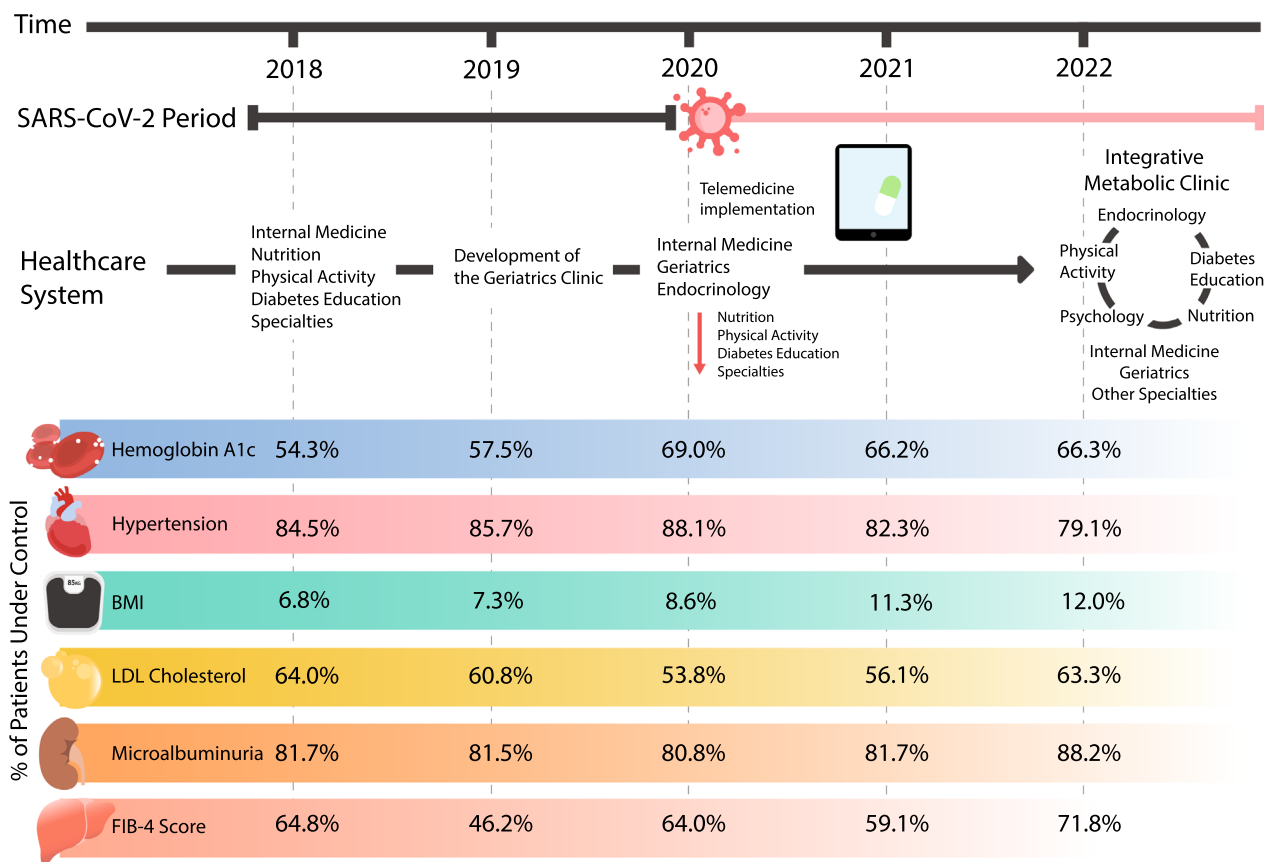 Time
2018 2019 2020 2021 2022
SARS-CoV-2 Period
Healthcare
System
Internal Medicine
Nutrition
Physical Activity
Diabetes Education
Specialties
Development of
the Geriatrics Clinic
Telemedicine
implementation
Internal Medicine
Geriatrics
Endocrinology
Nutrition
Physical Activity
Diabetes Education
Specialties
Integrative
Metabolic Clinic
Endocrinology
Physical
Activity
Diabetes
Education
Psychology
Nutrition
Internal Medicine
Geriatrics
Other Specialties
% of Patients Under Control
Hemoglobin A1c 54.3% 57.5% 69.0% 66.2% 66.3%
Hypertension 84.5% 85.7% 88.1% 82.3% 79.1%
85KG
BMI 6.8% 7.3% 8.6% 11.3% 12.0%
LDL Cholesterol 64.0% 60.8% 53.8% 56.1% 63.3%
Microalbuminuria 81.7% 81.5% 80.8% 81.7% 88.2%
FIB-4 Score 64.8% 46.2% 64.0% 59.1% 71.8%